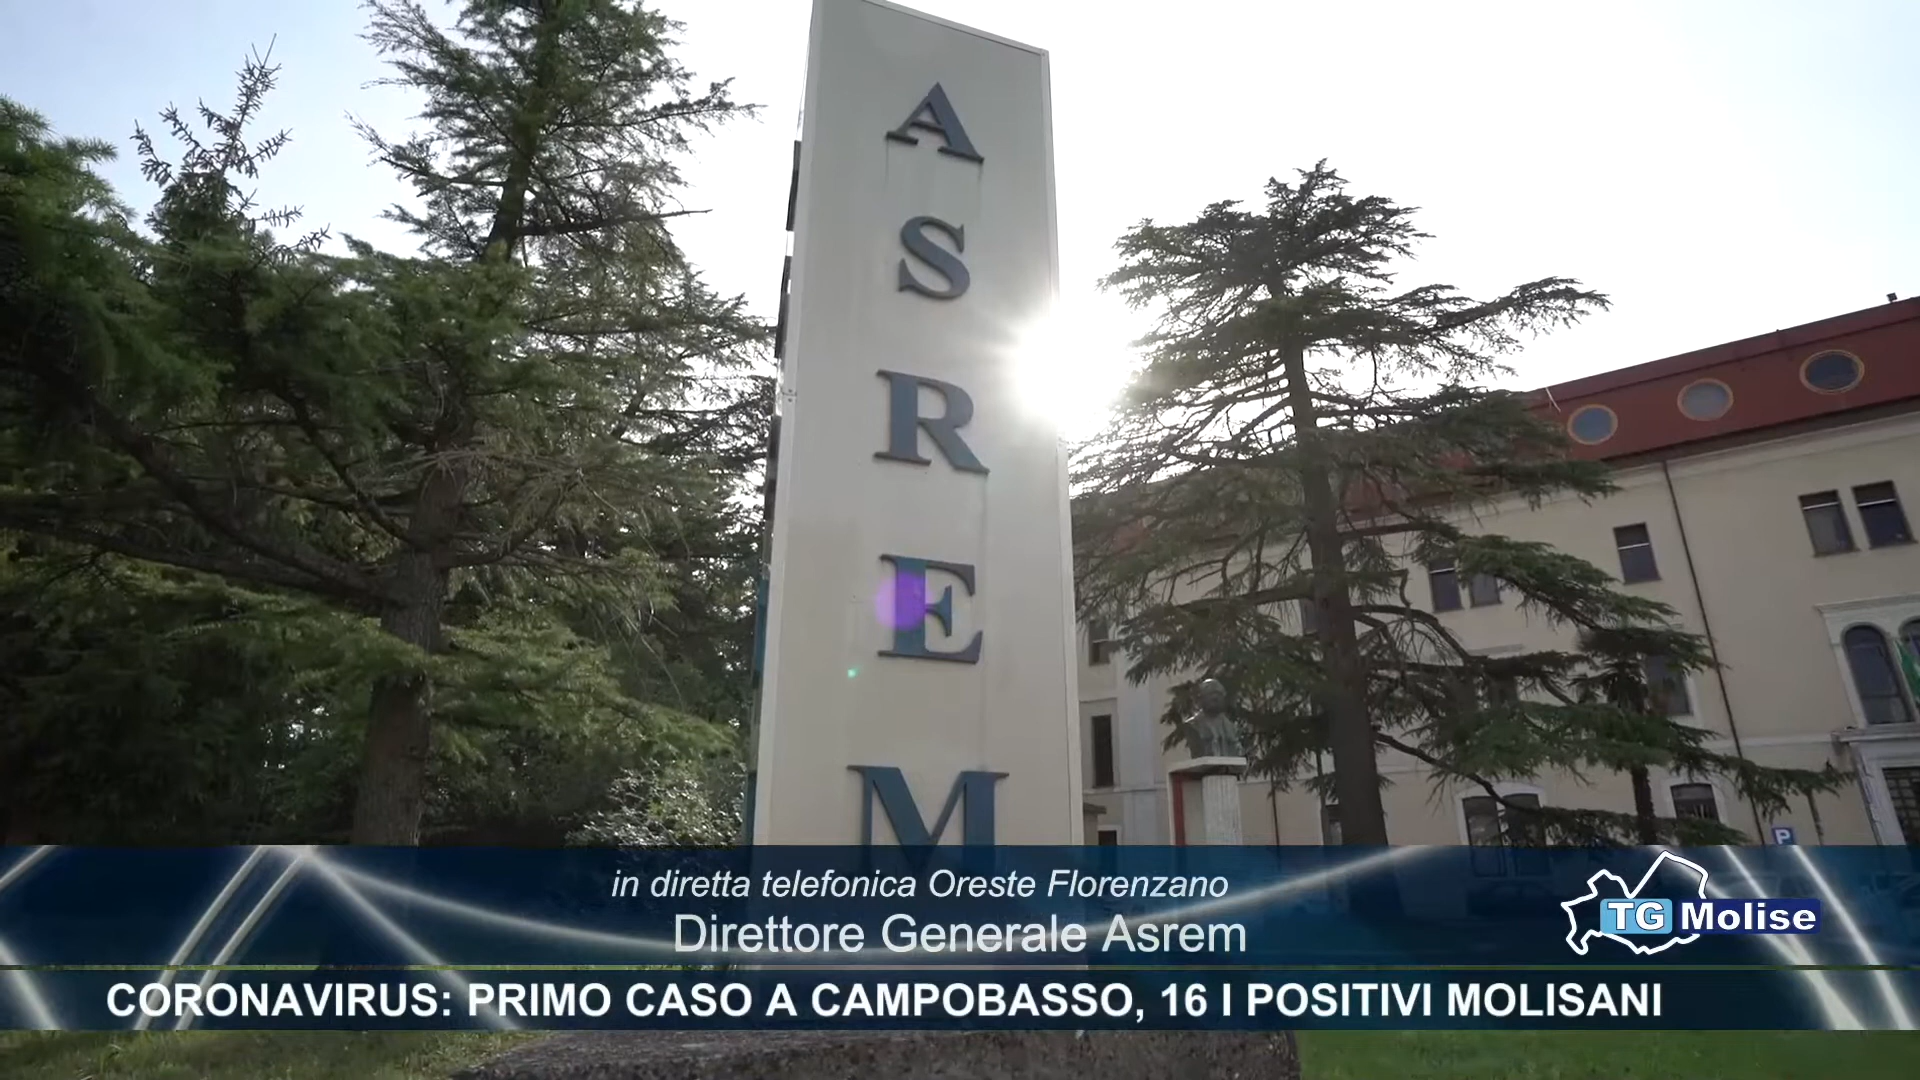 A
S
R
E
M
P
in diretta telefonica Oreste Florenzano
Direttore Generale Asrem
TG Molise
CORONAVIRUS: PRIMO CASO A CAMPOBASSO, 16 I POSITIVI MOLISANI